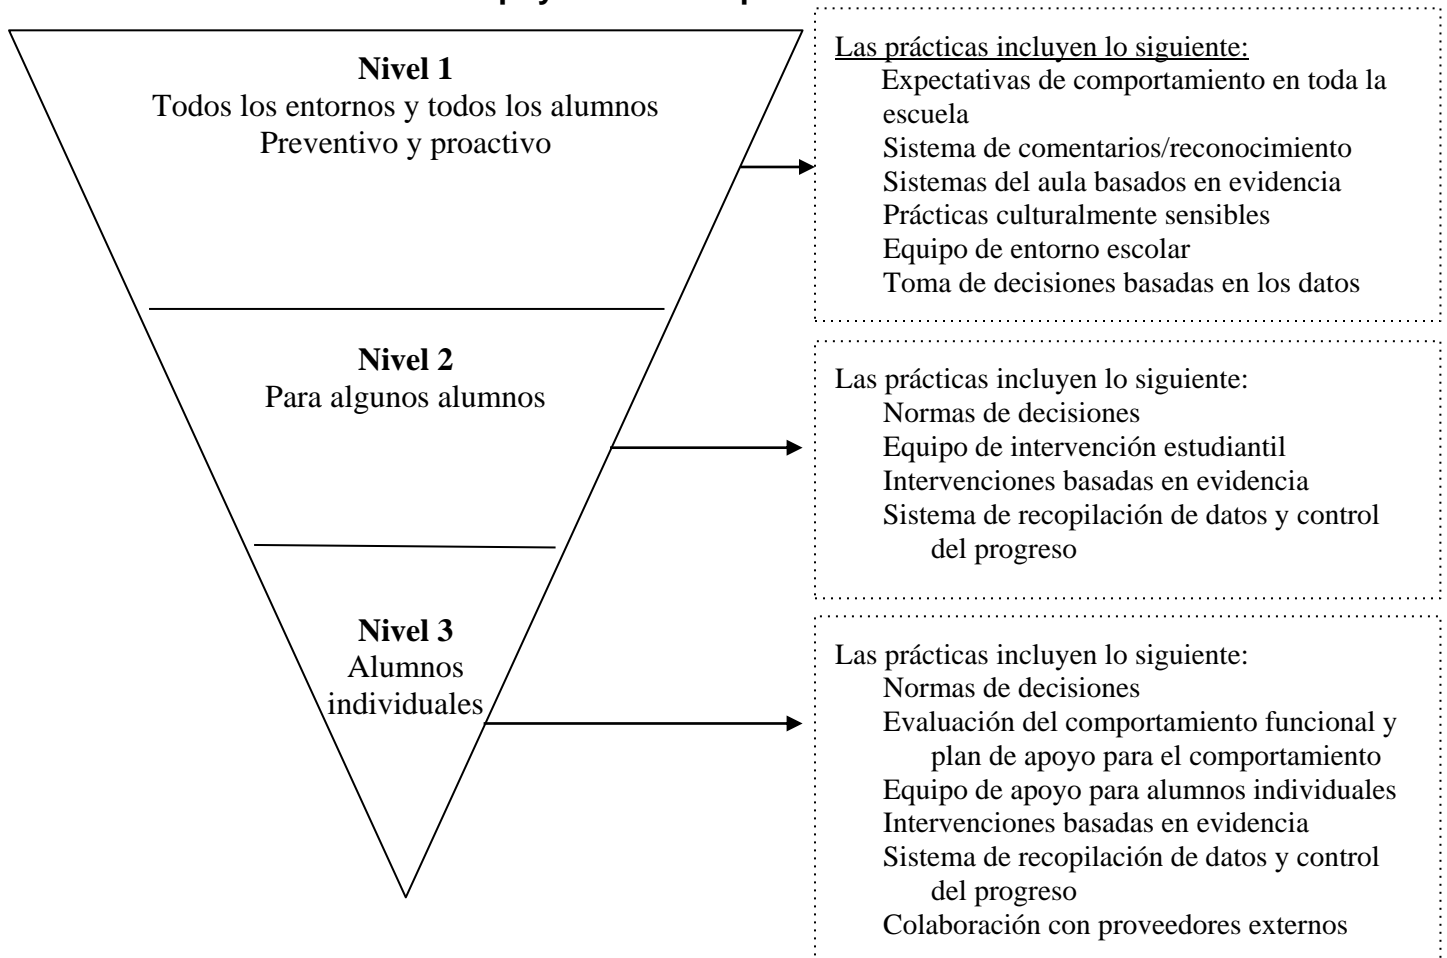 Nivel 1
Todos los entornos y todos los alumnos
Preventivo y proactivo
Las prácticas incluyen lo siguiente:
Expectativas de comportamiento en toda la
escuela
Sistema de comentarios/reconocimiento
Sistemas del aula basados en evidencia
Prácticas culturalmente sensibles
Equipo de entorno escolar
Toma de decisiones basadas en los datos
Nivel 2
Para algunos alumnos
Las prácticas incluyen lo siguiente:
Normas de decisiones
Equipo de intervención estudiantil
Intervenciones basadas en evidencia
Sistema de recopilación de datos y control
del progreso
Nivel 3
Alumnos
individuales
Las prácticas incluyen lo siguiente:
Normas de decisiones
Evaluación del comportamiento funcional y
plan de apoyo para el comportamiento
Equipo de apoyo para alumnos individuales
Intervenciones basadas en evidencia
Sistema de recopilación de datos y control
del progreso
Colaboración con proveedores externos